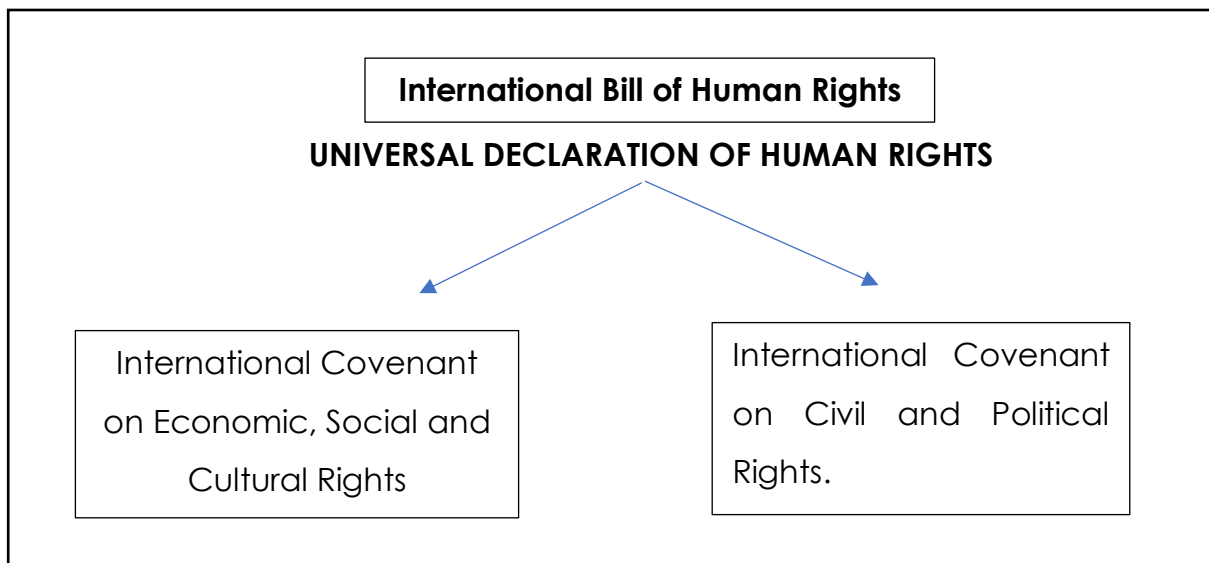 International Bill of Human Rights
UNIVERSAL DECLARATION OF HUMAN RIGHTS
International Covenant
on Economic, Social and
Cultural Rights
International Covenant
on Civil and Political
Rights.